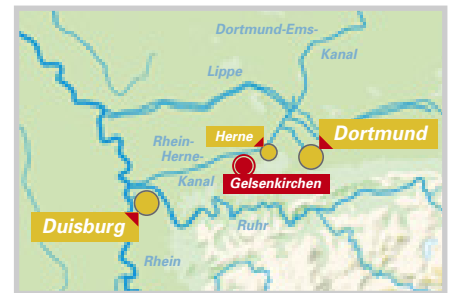 Dortmund-Ems-
Kanal
Lippe
Herne
Dortmund
Rhein-
Herne-
Kanal
Gelsenkirchen
Duisburg
Ruhr
Rhein